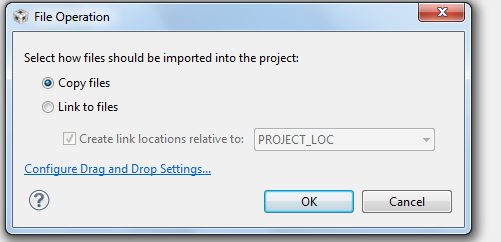 File Operation
Select how files should be imported into the project:
Copy files
Link to files
Create link locations relative to: PROJECT_LOC
Configure Drag and Drop Settings...
? OK Cancel